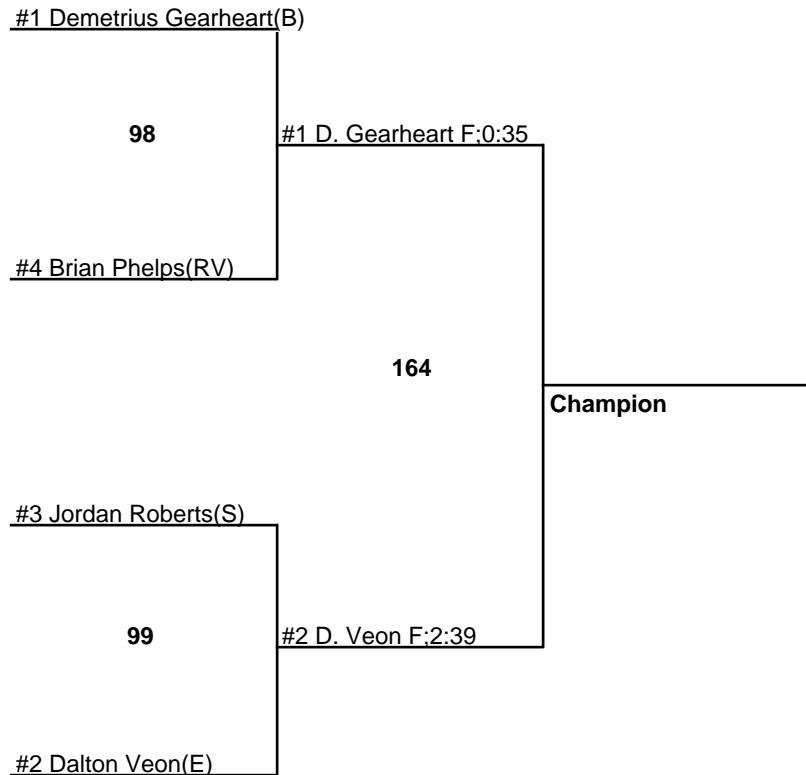 #1 Demetrius Gearheart(B)
98
#1 D. Gearheart F;0:35
#4 Brian Phelps(RV)
164
Champion
#3 Jordan Roberts(S)
99
#2 D. Veon F;2:39
#2 Dalton Veon(E)